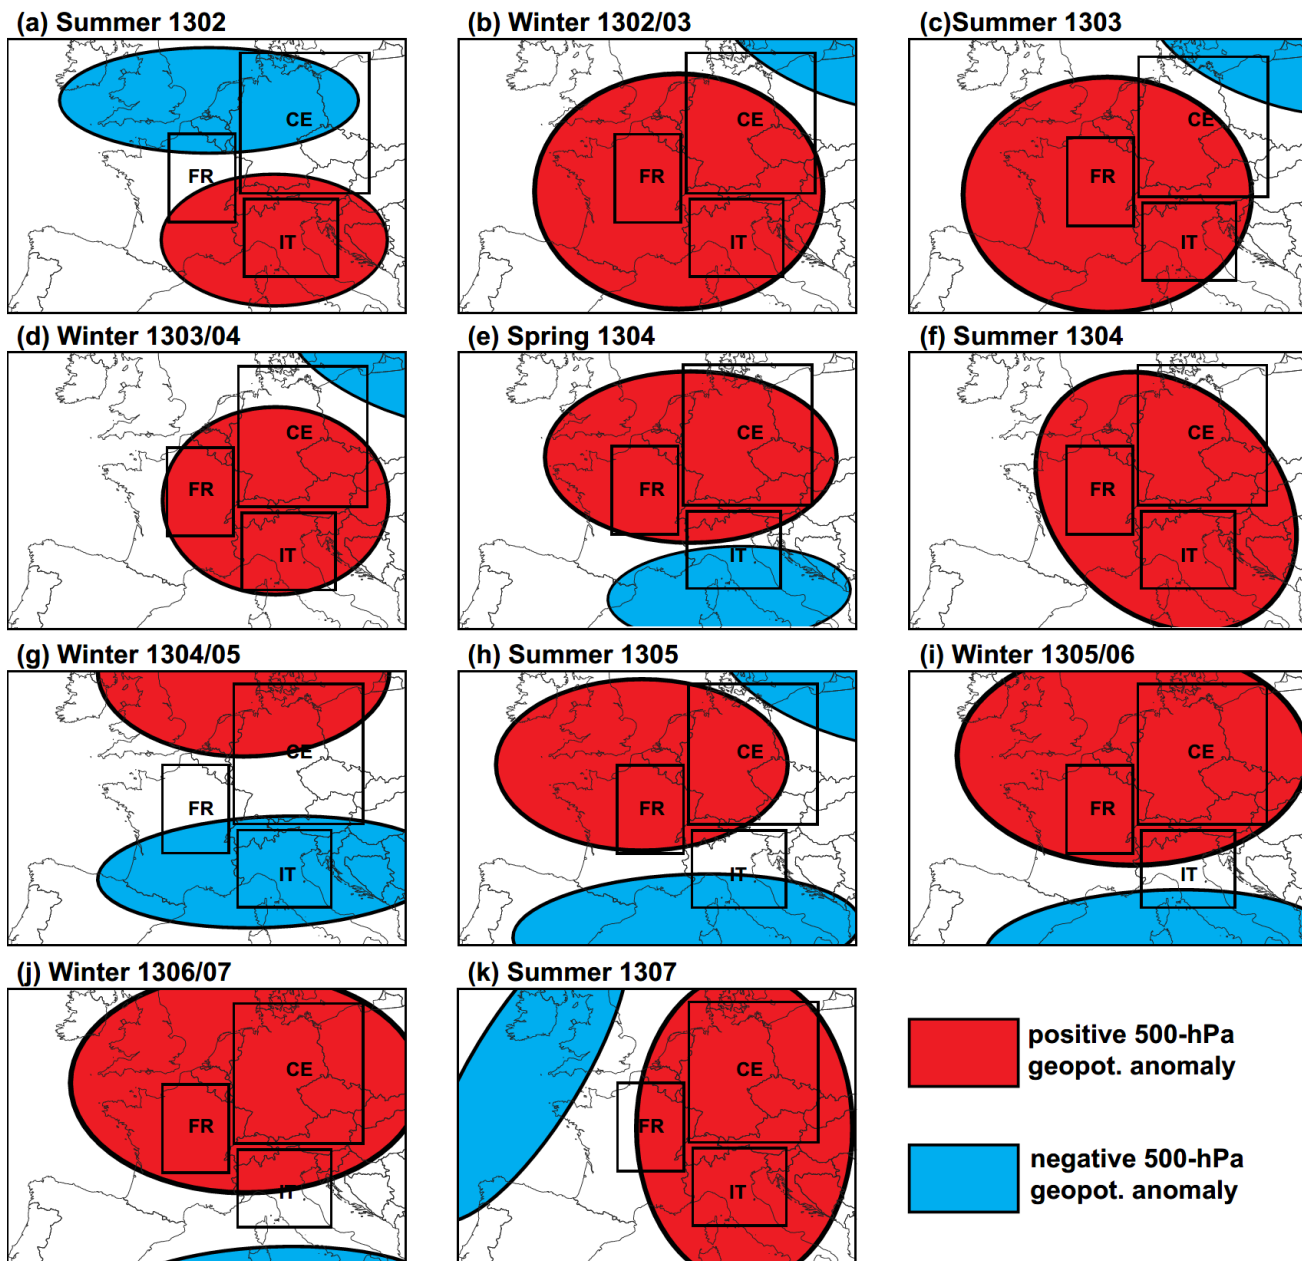 (a) Summer 1302
(b) Winter 1302/03
(c)Summer 1303
CE
FR
IT
CE
FR
IT
CE
FR
IT
(d) Winter 1303/04
(e) Spring 1304
(f) Summer 1304
CE
FR
IT
CE
FR
IT
CE
FR
IT
(g) Winter 1304/05
(h) Summer 1305
(i) Winter 1305/06
CE
FR
IT
CE
FR
IT
CE
FR
IT
(j) Winter 1306/07
(k) Summer 1307
CE
FR
IT
CE
FR
IT
positive 500-hPa
geopot. anomaly
negative 500-hPa
geopot. anomaly